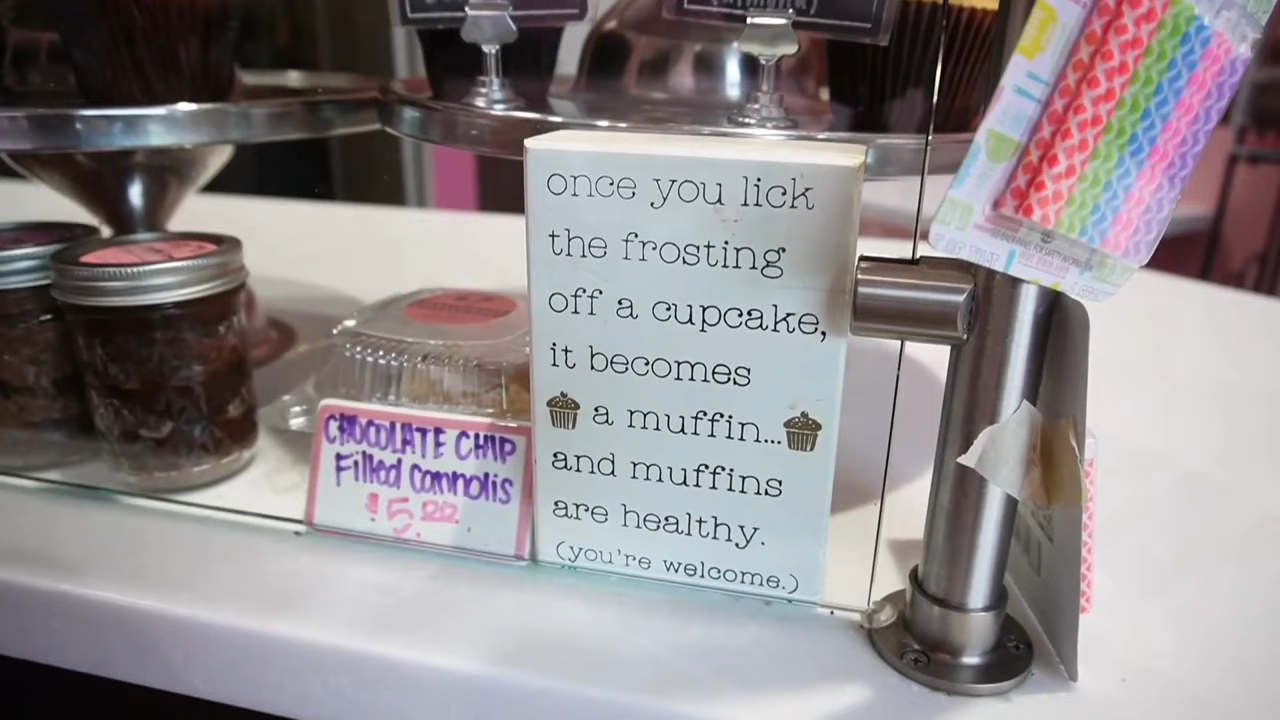 once you lick
the frosting
off a cupcake,
it becomes
a muffin...
and muffins
are healthy.
(you're welcome.)
CHOCOLATE CHIP
Filled Cannolis
$5.00